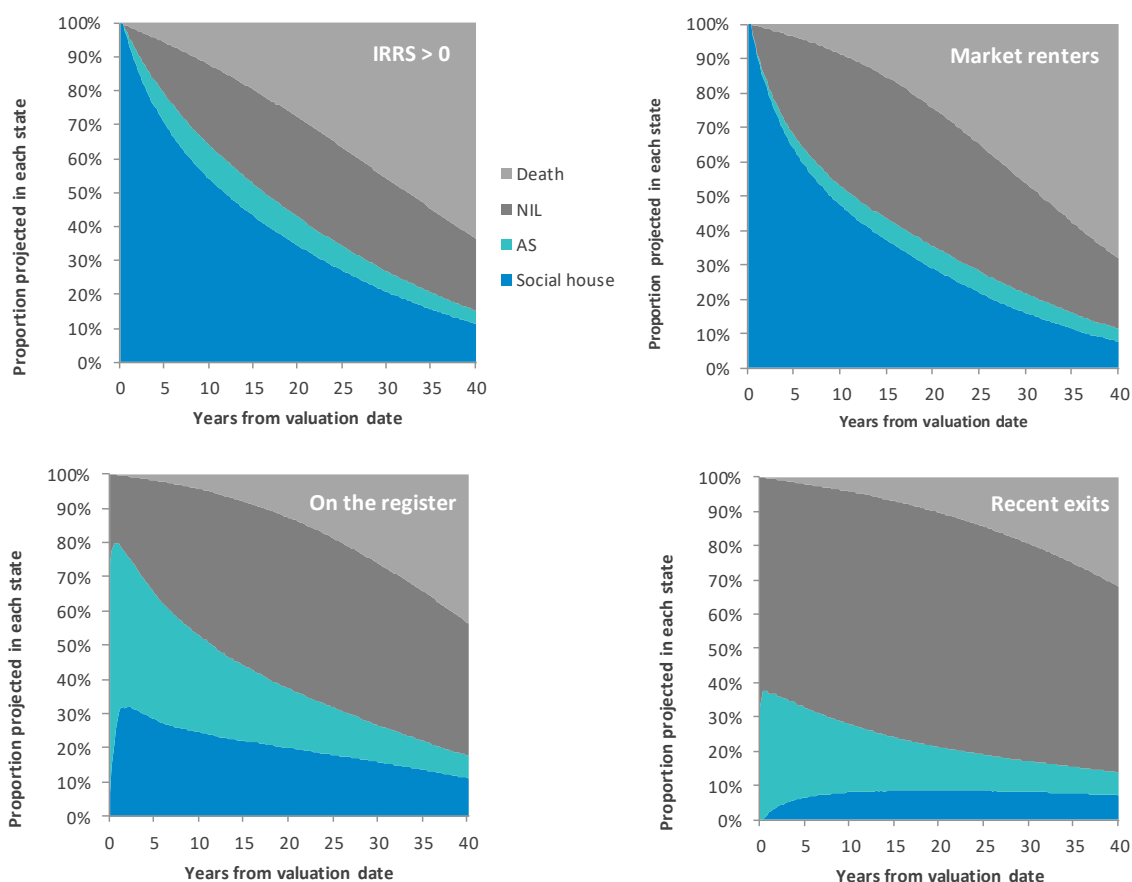 IRRS > 0
Proportion projected in each state
100%
90%
80%
70%
60%
50%
40%
30%
20%
10%
0%
0 5 10 15 20 25 30 35 40
Years from valuation date
Death
NIL
AS
Social house
Market renters
Proportion projected in each state
100%
90%
80%
70%
60%
50%
40%
30%
20%
10%
0%
0 5 10 15 20 25 30 35 40
Years from valuation date
On the register
Proportion projected in each state
100%
90%
80%
70%
60%
50%
40%
30%
20%
10%
0%
0 5 10 15 20 25 30 35 40
Years from valuation date
Recent exits
Proportion projected in each state
100%
90%
80%
70%
60%
50%
40%
30%
20%
10%
0%
0 5 10 15 20 25 30 35 40
Years from valuation date